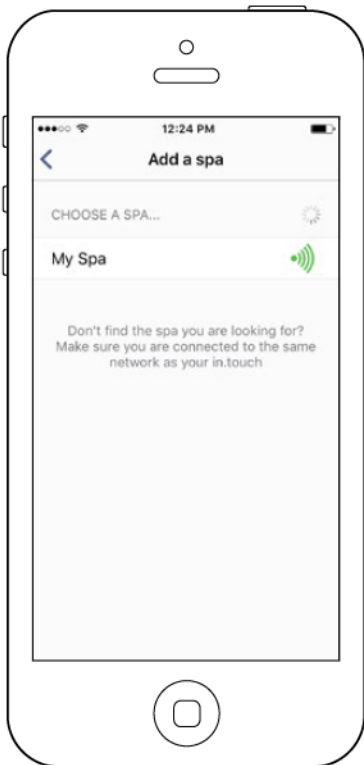 12:24 PM
Add a spa
CHOOSE A SPA...
My Spa
Don't find the spa you are looking for?
Make sure you are connected to the same
network as your in.touch